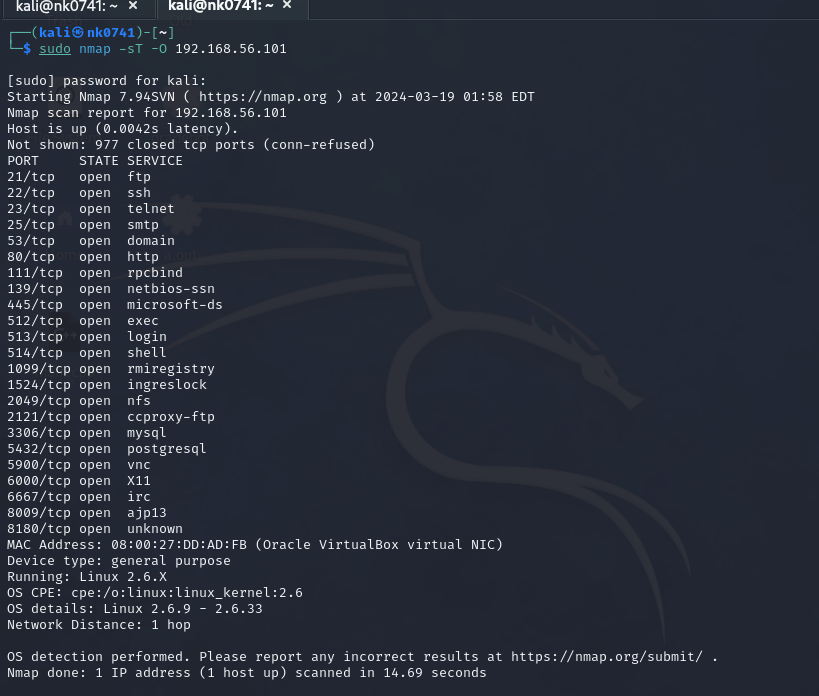 kali@nk0741: ~ × kali@nk0741: ~ ×
┌──(kali㉿nk0741)-[~]
└─$ sudo nmap -sT -O 192.168.56.101
[sudo] password for kali:
Starting Nmap 7.94SVN ( https://nmap.org ) at 2024-03-19 01:58 EDT
Nmap scan report for 192.168.56.101
Host is up (0.0042s latency).
Not shown: 977 closed tcp ports (conn-refused)
PORT     STATE SERVICE
21/tcp   open  ftp
22/tcp   open  ssh
23/tcp   open  telnet
25/tcp   open  smtp
53/tcp   open  domain
80/tcp   open  http
111/tcp  open  rpcbind
139/tcp  open  netbios-ssn
445/tcp  open  microsoft-ds
512/tcp  open  exec
513/tcp  open  login
514/tcp  open  shell
1099/tcp open  rmiregistry
1524/tcp open  ingreslock
2049/tcp open  nfs
2121/tcp open  ccproxy-ftp
3306/tcp open  mysql
5432/tcp open  postgresql
5900/tcp open  vnc
6000/tcp open  X11
6667/tcp open  irc
8009/tcp open  ajp13
8180/tcp open  unknown
MAC Address: 08:00:27:DD:AD:FB (Oracle VirtualBox virtual NIC)
Device type: general purpose
Running: Linux 2.6.X
OS CPE: cpe:/o:linux:linux_kernel:2.6
OS details: Linux 2.6.9 - 2.6.33
Network Distance: 1 hop
OS detection performed. Please report any incorrect results at https://nmap.org/submit/ .
Nmap done: 1 IP address (1 host up) scanned in 14.69 seconds